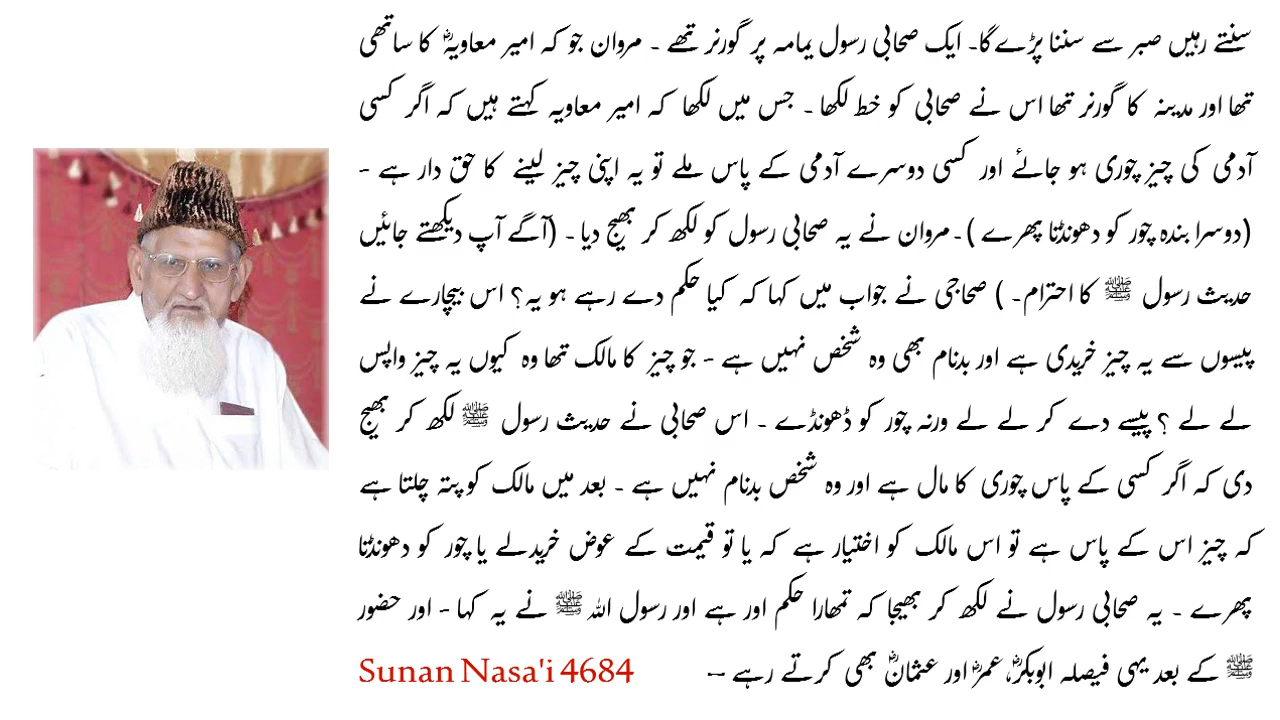 سنتے رہیں صبر سے سننا پڑے گا۔ ایک صحابی رسول یمامہ پر گورنر تھے ۔ مروان جو کہ امیر معاویہؓ کا ساتھی
تھا اور مدینہ کا گورنر تھا اس نے صحابی کو خط لکھا ۔ جس میں لکھا کہ امیر معاویہ کہتے ہیں کہ اگر کسی
آدمی کی چیز چوری ہو جائے اور کسی دوسرے آدمی کے پاس ملے تو یہ اپنی چیز لینے کا حق دار ہے ۔
(دوسرا بندہ چور کو دھونڈتا پھرے )۔مروان نے یہ صحابی رسول کو لکھ کر بھیج دیا ۔ (آگے آپ دیکھتے جائیں
حدیث رسول ﷺ کا احترام۔ ) صحاجی نے جواب میں کہا کہ کیا حکم دے رہے ہو یہ؟ اس بیچارے نے
پیسوں سے یہ چیز خریدی ہے اور بدنام بھی وہ شخص نہیں ہے ۔ جو چیز کا مالک تھا وہ کیوں یہ چیز واپس
لے لے ؟ پیسے دے کر لے لے ورنہ چور کو ڈھونڈے ۔ اس صحابی نے حدیث رسول ﷺ لکھ کر بھیج
دی کہ اگر کسی کے پاس چوری کا مال ہے اور وہ شخص بدنام نہیں ہے ۔ بعد میں مالک کو پتہ چلتا ہے
کہ چیز اس کے پاس ہے تو اس مالک کو اختیار ہے کہ یا تو قیمت کے عوض خریدلے یا چور کو دھونڈتا
پھرے ۔ یہ صحابی رسول نے لکھ کر بھیجا کہ تمھارا حکم اور ہے اور رسول اللہ ﷺ نے یہ کہا ۔ اور حضور
ﷺ کے بعد یہی فیصلہ ابوبکرؓ، عمرؓ اور عثمانؓ بھی کرتے رہے ۔ Sunan Nasa'i 4684